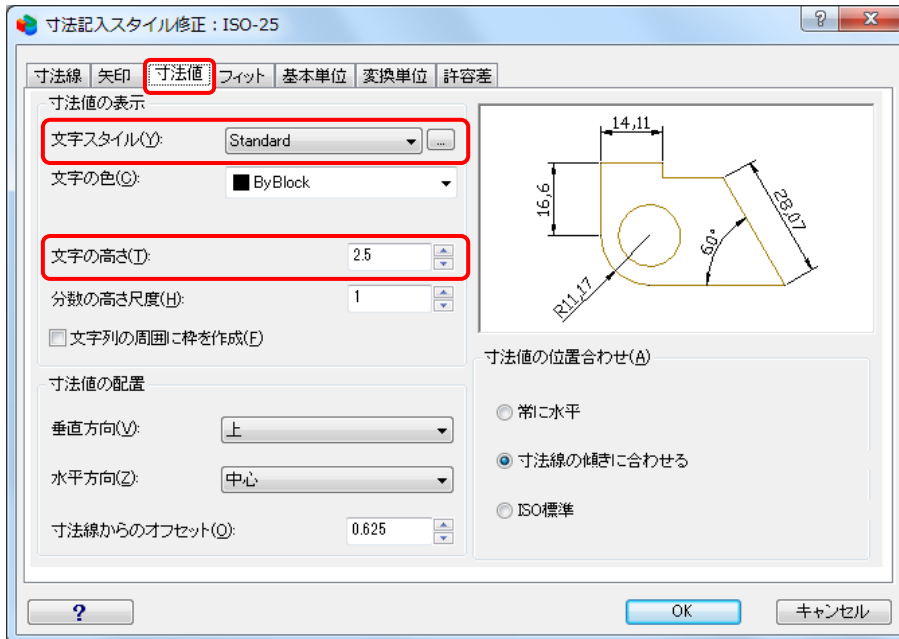 寸法記入スタイル修正：ISO-25
?
X
寸法線 矢印 寸法値 フィット 基本単位 変換単位 許容差
寸法値の表示
文字スタイル(Y): Standard ...
文字の色(C): ByBlock
文字の高さ(T): 2.5
分数の高さ尺度(H): 1
文字列の周囲に枠を作成(F)
14,11
16,6
28,07
60°
R11,17
寸法値の配置
垂直方向(V): 上
水平方向(Z): 中心
寸法線からのオフセット(O): 0.625
寸法値の位置合わせ(A)
常に水平
寸法線の傾きに合わせる
ISO標準
?
OK
キャンセル